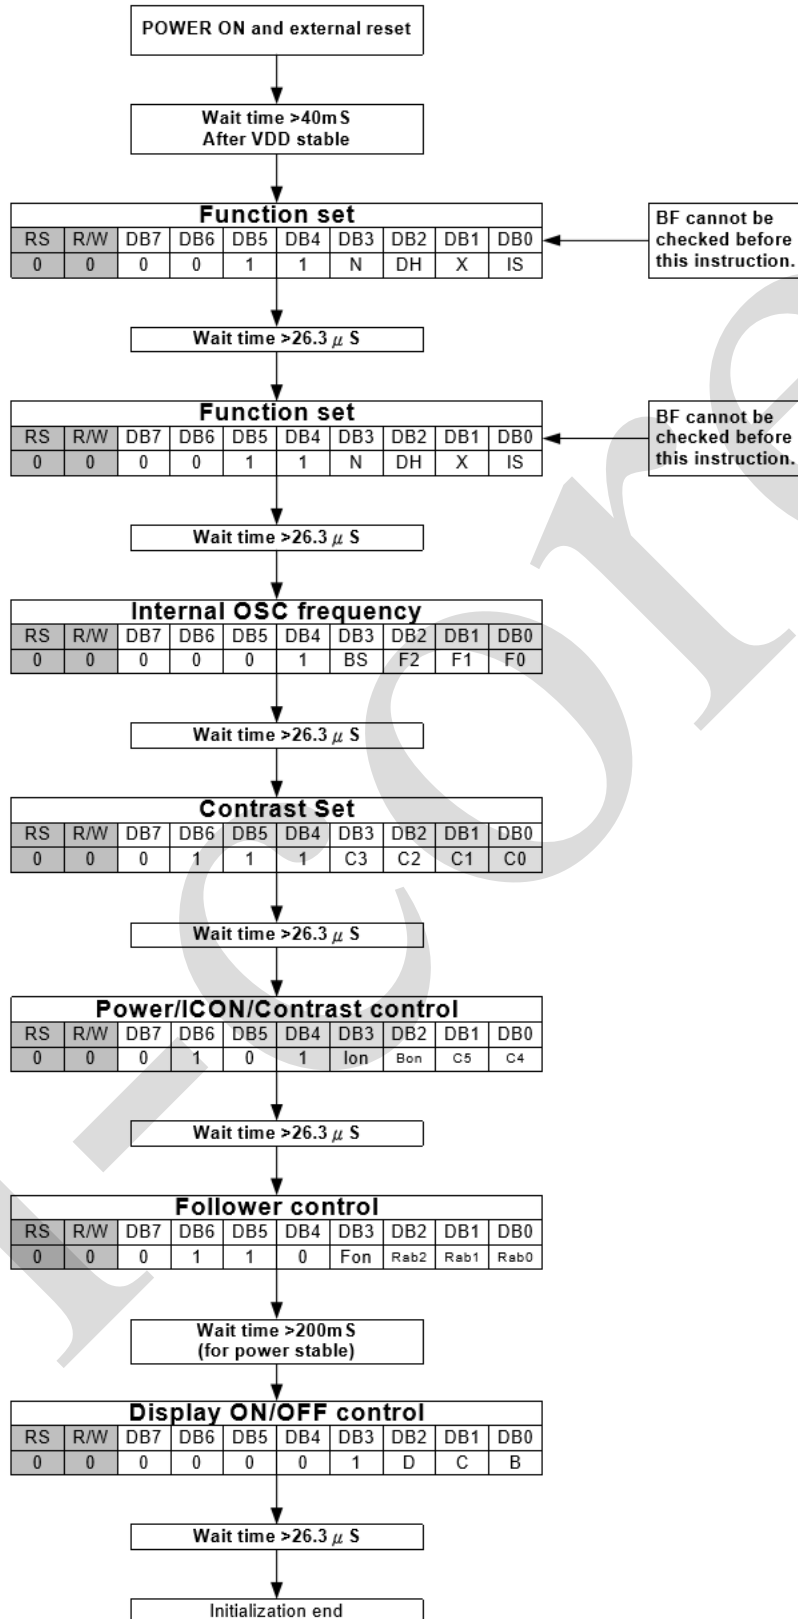 POWER ON and external reset
Wait time >40mS
After VDD stable
Function set
RS R/W DB7 DB6 DB5 DB4 DB3 DB2 DB1 DB0
0 0 0 0 1 1 N DH X IS
BF cannot be
checked before
this instruction.
Wait time >26.3 μ S
Function set
RS R/W DB7 DB6 DB5 DB4 DB3 DB2 DB1 DB0
0 0 0 0 1 1 N DH X IS
BF cannot be
checked before
this instruction.
Wait time >26.3 μ S
Internal OSC frequency
RS R/W DB7 DB6 DB5 DB4 DB3 DB2 DB1 DB0
0 0 0 0 0 1 BS F2 F1 F0
Wait time >26.3 μ S
Contrast Set
RS R/W DB7 DB6 DB5 DB4 DB3 DB2 DB1 DB0
0 0 0 1 1 1 C3 C2 C1 C0
Wait time >26.3 μ S
Power/ICON/Contrast control
RS R/W DB7 DB6 DB5 DB4 DB3 DB2 DB1 DB0
0 0 0 1 0 1 Ion Bon C5 C4
Wait time >26.3 μ S
Follower control
RS R/W DB7 DB6 DB5 DB4 DB3 DB2 DB1 DB0
0 0 0 1 1 0 Fon Rab2 Rab1 Rab0
Wait time >200mS
(for power stable)
Display ON/OFF control
RS R/W DB7 DB6 DB5 DB4 DB3 DB2 DB1 DB0
0 0 0 0 0 0 1 D C B
Wait time >26.3 μ S
Initialization end